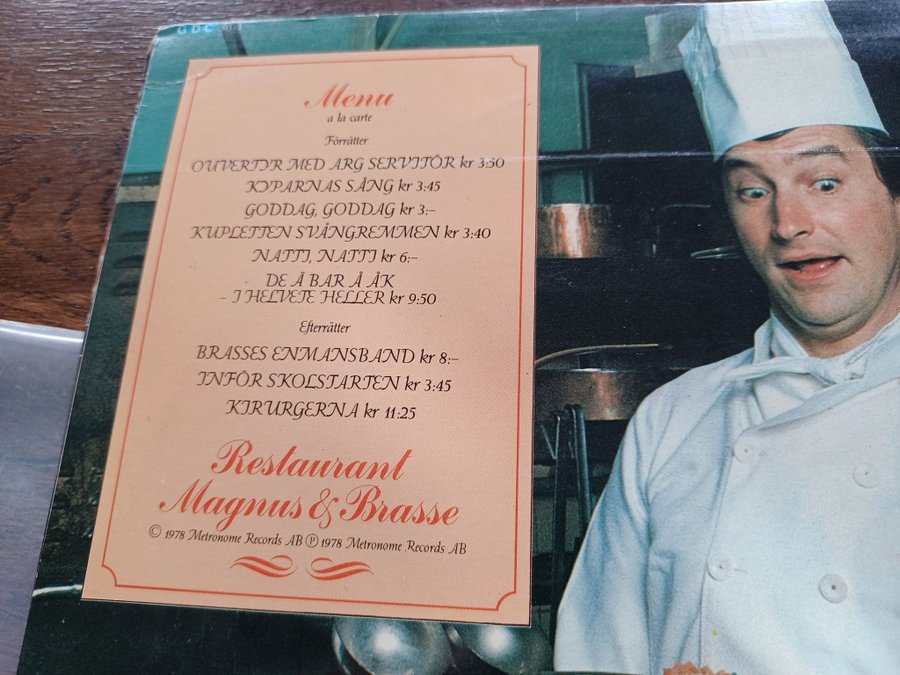 GDC
Menu
a la carte
Förrätter
OUVERTYR MED ARG SERVITÖR kr 3:50
KYPARNAS SÅNG kr 3:45
GODDAG, GODDAG kr 3:–
KUPLETTEN SVÅNGREMMEN kr 3:40
NATTI, NATTI kr 6:–
DE Å BAR Å ÅK
– I HELVETE HELLER kr 9:50
Efterrätter
BRASSES ENMANSBAND kr 8:–
INFÖR SKOLSTARTEN kr 3:45
KIRURGERNA kr 11:25
Restaurant
Magnus & Brasse
© 1978 Metronome Records AB ℗ 1978 Metronome Records AB